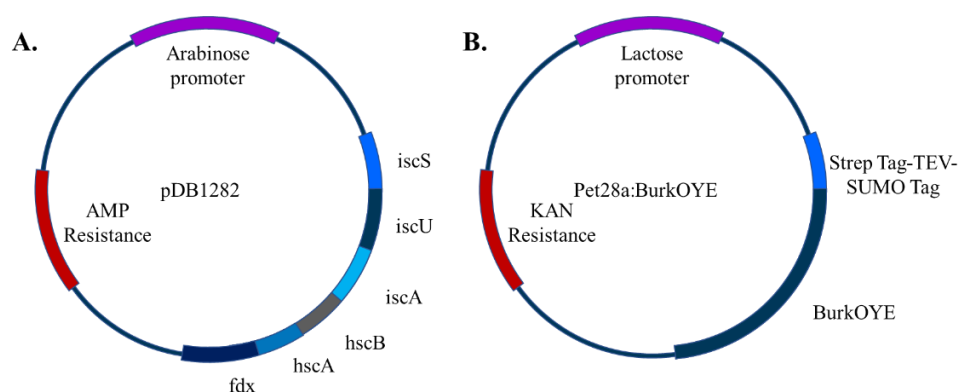 A.
Arabinose
promoter
iscS
pDB1282
AMP
Resistance
iscU
iscA
hscB
hscA
fdx
B.
Lactose
promoter
Strep Tag-TEV-
SUMO Tag
Pet28a:BurkOYE
KAN
Resistance
BurkOYE